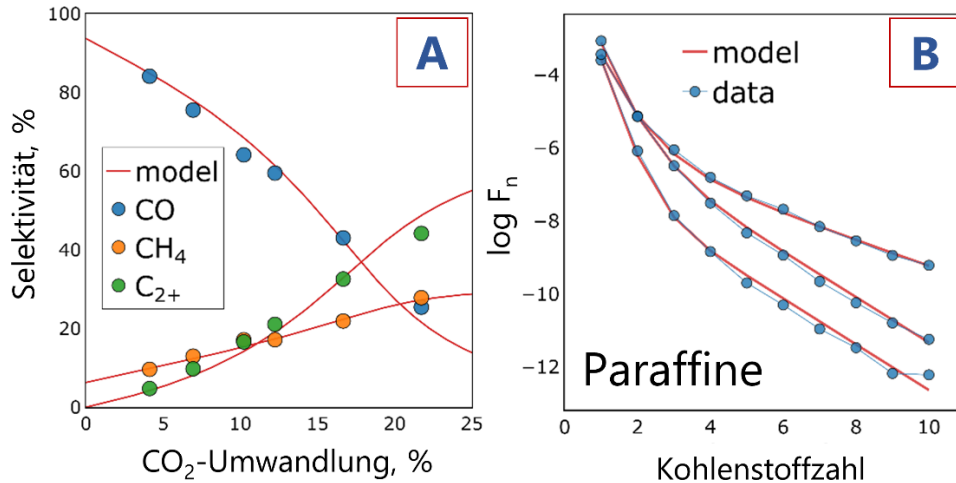 A
100
80
60
40
20
0
Selektivität, %
model
CO
CH₄
C₂₊
0 5 10 15 20 25
CO₂-Umwandlung, %
B
model
data
−4
−6
−8
−10
−12
log Fₙ
Paraffine
0 2 4 6 8 10
Kohlenstoffzahl